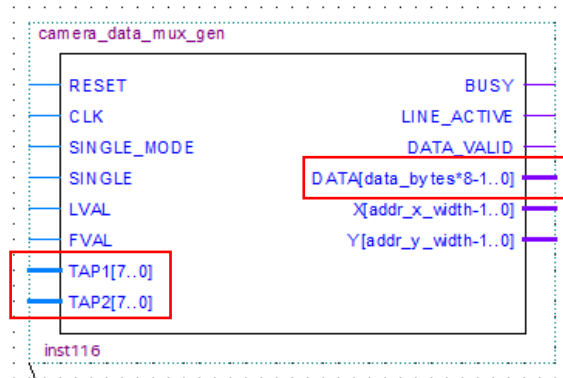 camera_data_mux_gen
RESET
BUSY
CLK
LINE_ACTIVE
SINGLE_MODE
DATA_VALID
SINGLE
DATA[data_bytes*8-1..0]
LVAL
X[addr_x_width-1..0]
FVAL
Y[addr_y_width-1..0]
TAP1[7..0]
TAP2[7..0]
inst116